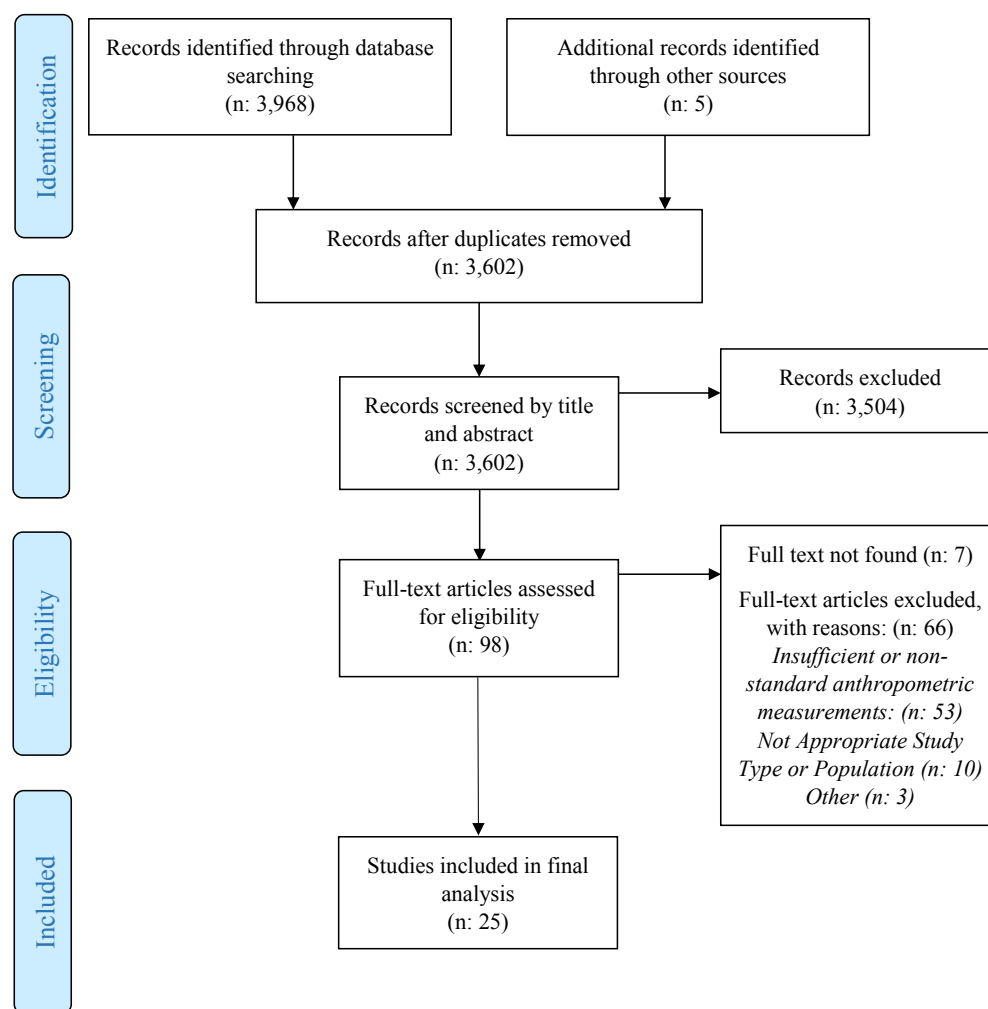 Identification
Records identified through database
searching
(n: 3,968)
Additional records identified
through other sources
(n: 5)
Records after duplicates removed
(n: 3,602)
Screening
Records screened by title
and abstract
(n: 3,602)
Records excluded
(n: 3,504)
Eligibility
Full-text articles assessed
for eligibility
(n: 98)
Full text not found (n: 7)
Full-text articles excluded,
with reasons: (n: 66)
Insufficient or non-
standard anthropometric
measurements: (n: 53)
Not Appropriate Study
Type or Population (n: 10)
Other (n: 3)
Included
Studies included in final
analysis
(n: 25)